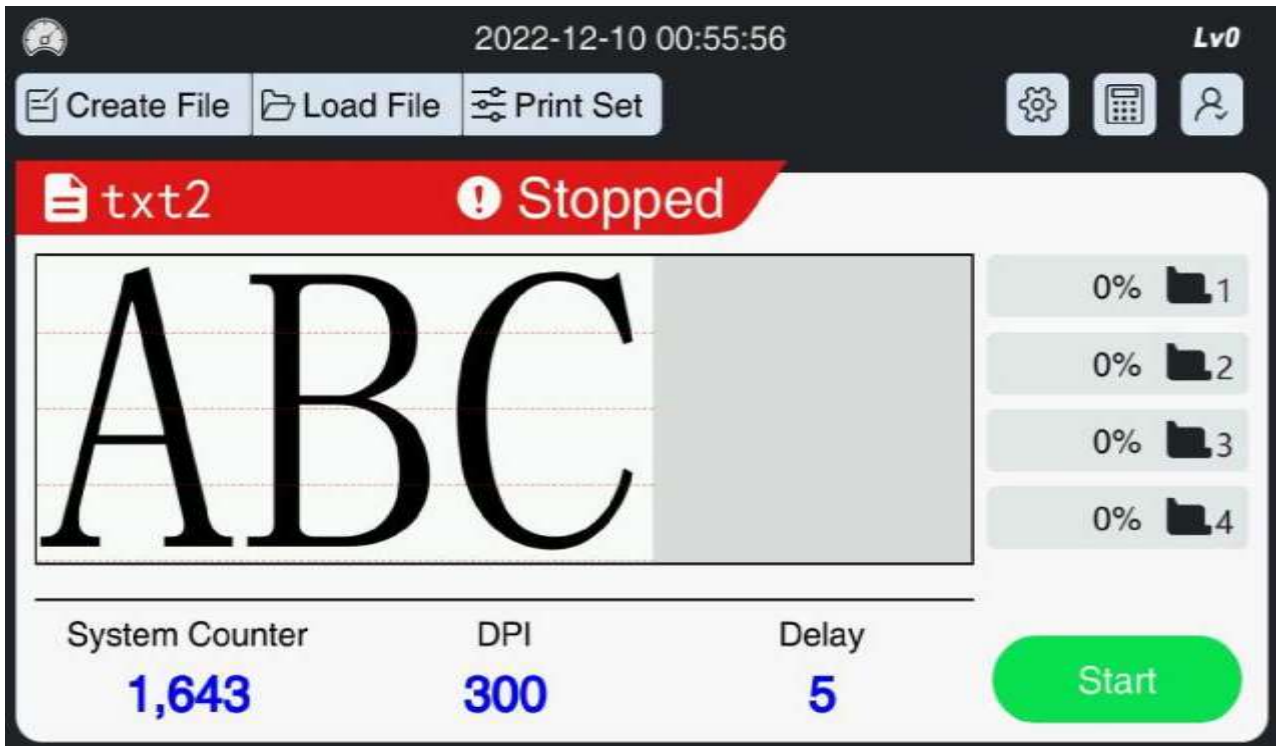 2022-12-10 00:55:56
Lv0
Create File
Load File
Print Set
txt2
Stopped
ABC
0% 1
0% 2
0% 3
0% 4
System Counter
DPI
Delay
1,643
300
5
Start